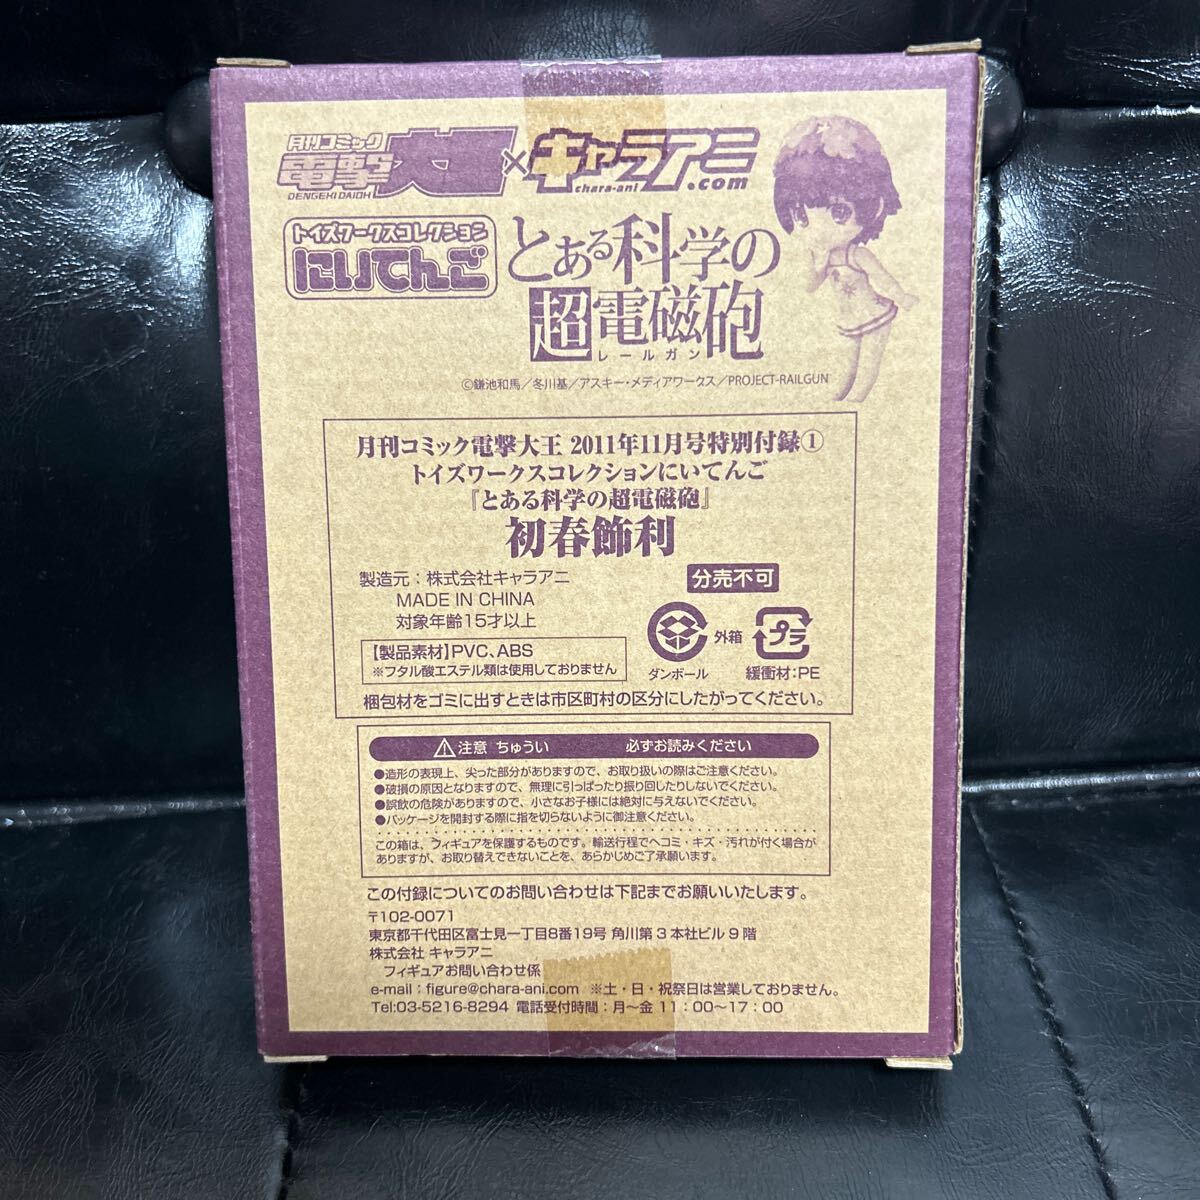 月刊コミック
電撃大王
DENGEKI DAIOH
×
キャラアニ
chara-ani.com
トイズワークスコレクション
にいてんご
とある科学の
超電磁砲
レールガン
©鎌池和馬/冬川基/アスキー・メディアワークス/PROJECT-RAILGUN
月刊コミック電撃大王 2011年11月号特別付録①
トイズワークスコレクションにいてんご
『とある科学の超電磁砲』
初春飾利
製造元:株式会社キャラアニ
MADE IN CHINA
対象年齢15才以上
分売不可
【製品素材】PVC、ABS
※フタル酸エステル類は使用しておりません
外箱
ダンボール
プラ
緩衝材:PE
梱包材をゴミに出すときは市区町村の区分にしたがってください。
注意 ちゅうい 必ずお読みください
●造形の表現上、尖った部分がありますので、お取り扱いの際はご注意ください。
●破損の原因となりますので、無理に引っぱったり振り回したりしないでください。
●誤飲の危険がありますので、小さなお子様には絶対に与えないでください。
●パッケージを開封する際に指を切らないように御注意ください。
この箱は、フィギュアを保護するものです。輸送行程でヘコミ・キズ・汚れが付く場合が
ありますが、お取り替えできないことを、あらかじめご了承願います。
この付録についてのお問い合わせは下記までお願いいたします。
〒102-0071
東京都千代田区富士見一丁目8番19号 角川第3本社ビル9階
株式会社 キャラアニ
フィギュアお問い合わせ係
e-mail:figure@chara-ani.com ※土・日・祝祭日は営業しておりません。
Tel:03-5216-8294 電話受付時間:月～金 11:00～17:00